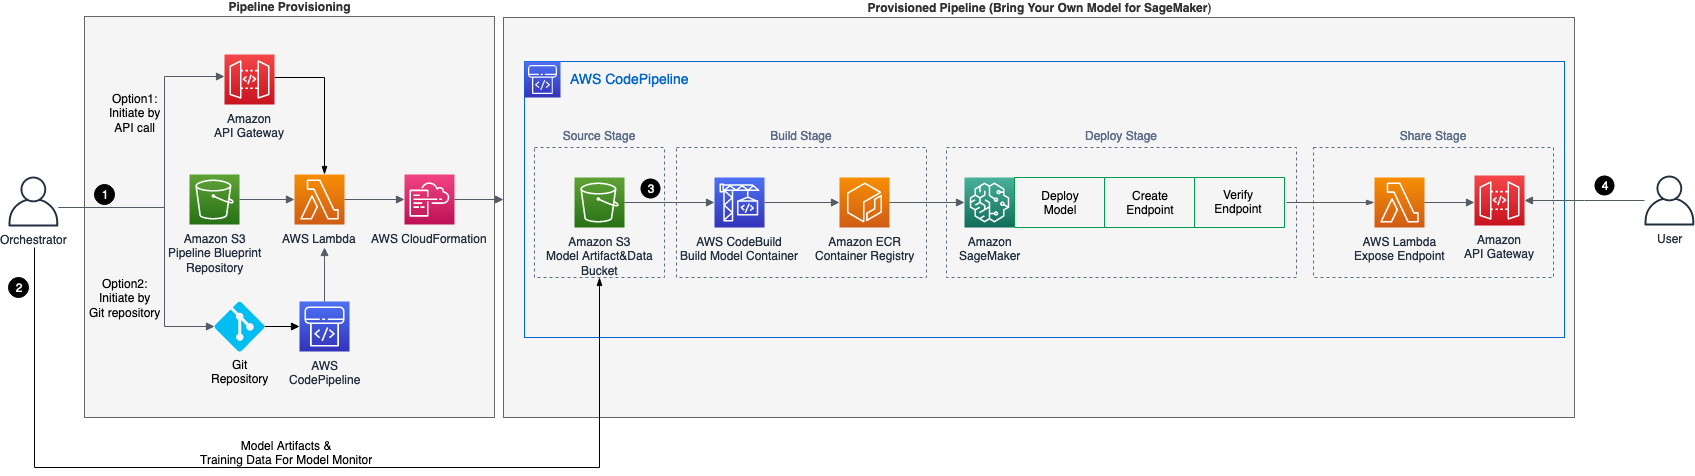 Pipeline Provisioning
Provisioned Pipeline (Bring Your Own Model for SageMaker)
Option1:
Initiate by
API call
Amazon
API Gateway
1
Orchestrator
Amazon S3
Pipeline Blueprint
Repository
AWS Lambda
AWS CloudFormation
2
Option2:
Initiate by
Git repository
Git
Repository
AWS
CodePipeline
Model Artifacts &
Training Data For Model Monitor
AWS CodePipeline
Source Stage
Amazon S3
Model Artifact&Data
Bucket
3
Build Stage
AWS CodeBuild
Build Model Container
Amazon ECR
Container Registry
Deploy Stage
Amazon
SageMaker
Deploy
Model
Create
Endpoint
Verify
Endpoint
Share Stage
AWS Lambda
Expose Endpoint
Amazon
API Gateway
4
User